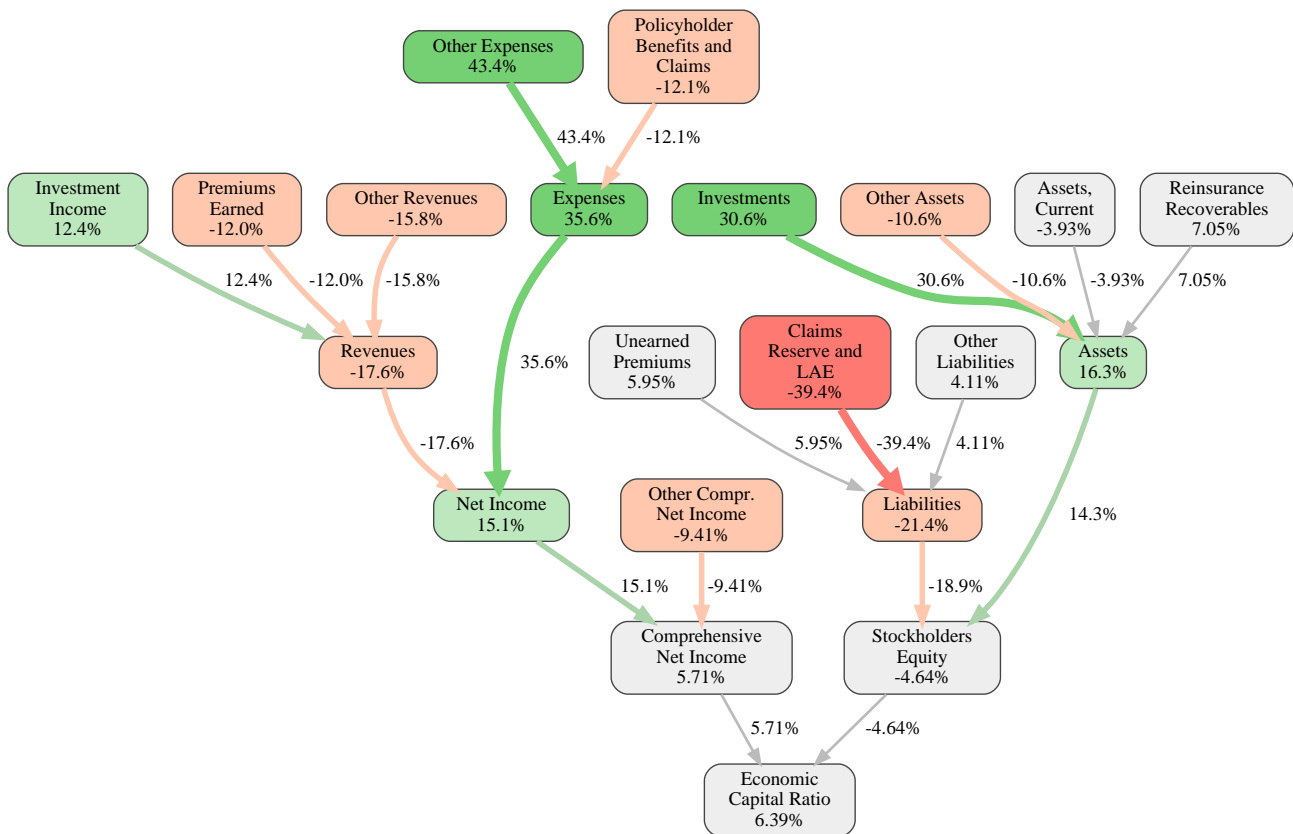 Other Expenses
43.4%
Policyholder
Benefits and
Claims
-12.1%
43.4%
-12.1%
Investment
Income
12.4%
Premiums
Earned
-12.0%
Other Revenues
-15.8%
Expenses
35.6%
Investments
30.6%
Other Assets
-10.6%
Assets,
Current
-3.93%
Reinsurance
Recoverables
7.05%
12.4%
-12.0%
-15.8%
30.6%
-10.6%
-3.93%
7.05%
Revenues
-17.6%
35.6%
Unearned
Premiums
5.95%
Claims
Reserve and
LAE
-39.4%
Other
Liabilities
4.11%
Assets
16.3%
-17.6%
5.95%
-39.4%
4.11%
Net Income
15.1%
Other Compr.
Net Income
-9.41%
Liabilities
-21.4%
14.3%
15.1%
-9.41%
-18.9%
Comprehensive
Net Income
5.71%
Stockholders
Equity
-4.64%
5.71%
-4.64%
Economic
Capital Ratio
6.39%